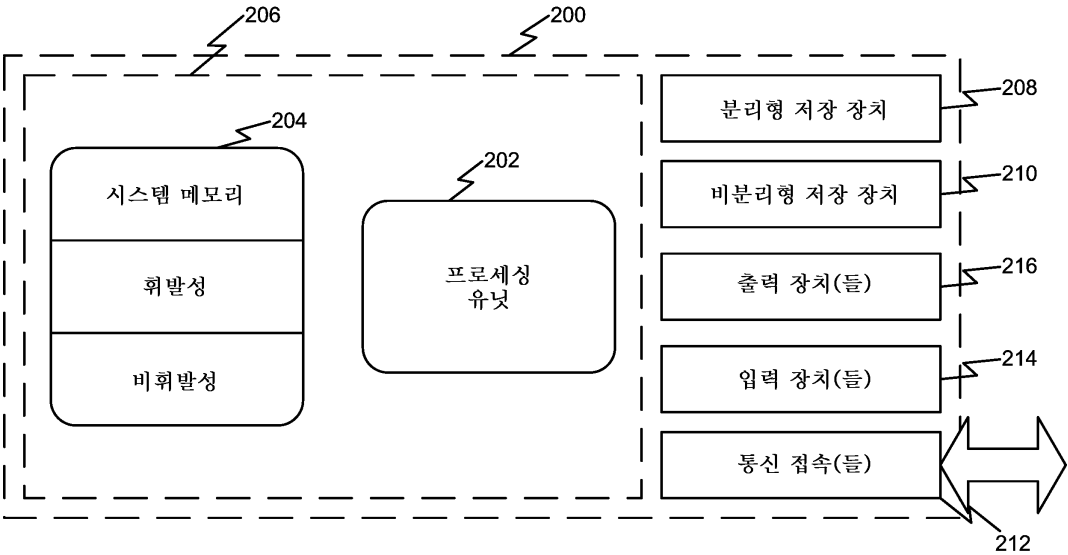 206
200
208
분리형 저장 장치
204
202
210
시스템 메모리
비분리형 저장 장치
휘발성
프로세싱
유닛
216
출력 장치(들)
비휘발성
214
입력 장치(들)
통신 접속(들)
212